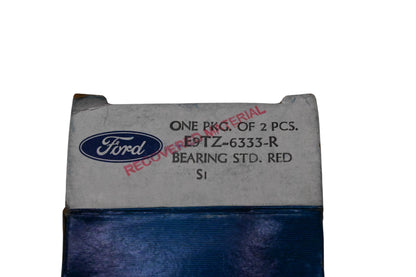 ONE PKG. OF 2 PCS.
Ford
E9TZ-6333-R
BEARING STD. RED
S1
RECOVERED MATERIAL